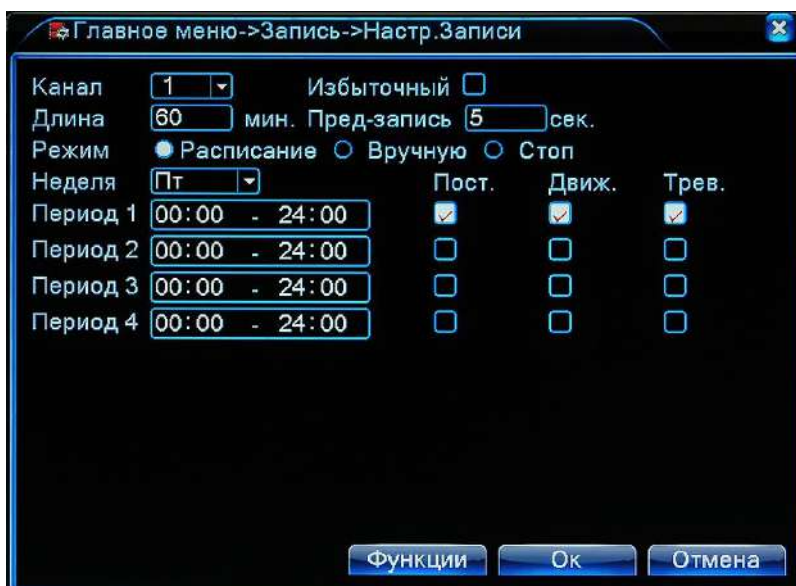 Главное меню->Запись->Настр.Записи
Канал 1 Избыточный
Длина 60 мин. Пред-запись 5 сек.
Режим Расписание Вручную Стоп
Неделя Пт Пост. Движ. Трев.
Период 1 00:00 - 24:00
Период 2 00:00 - 24:00
Период 3 00:00 - 24:00
Период 4 00:00 - 24:00
Функции Ок Отмена